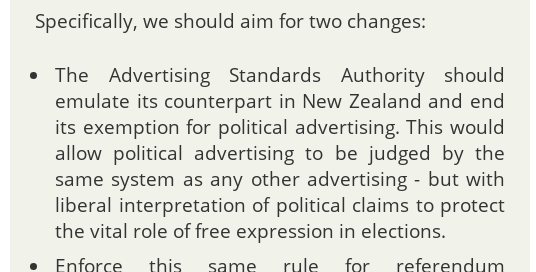 Specifically, we should aim for two changes:
• The Advertising Standards Authority should
emulate its counterpart in New Zealand and end
its exemption for political advertising. This would
allow political advertising to be judged by the
same system as any other advertising - but with
liberal interpretation of political claims to protect
the vital role of free expression in elections.
• Enforce this same rule for referendum